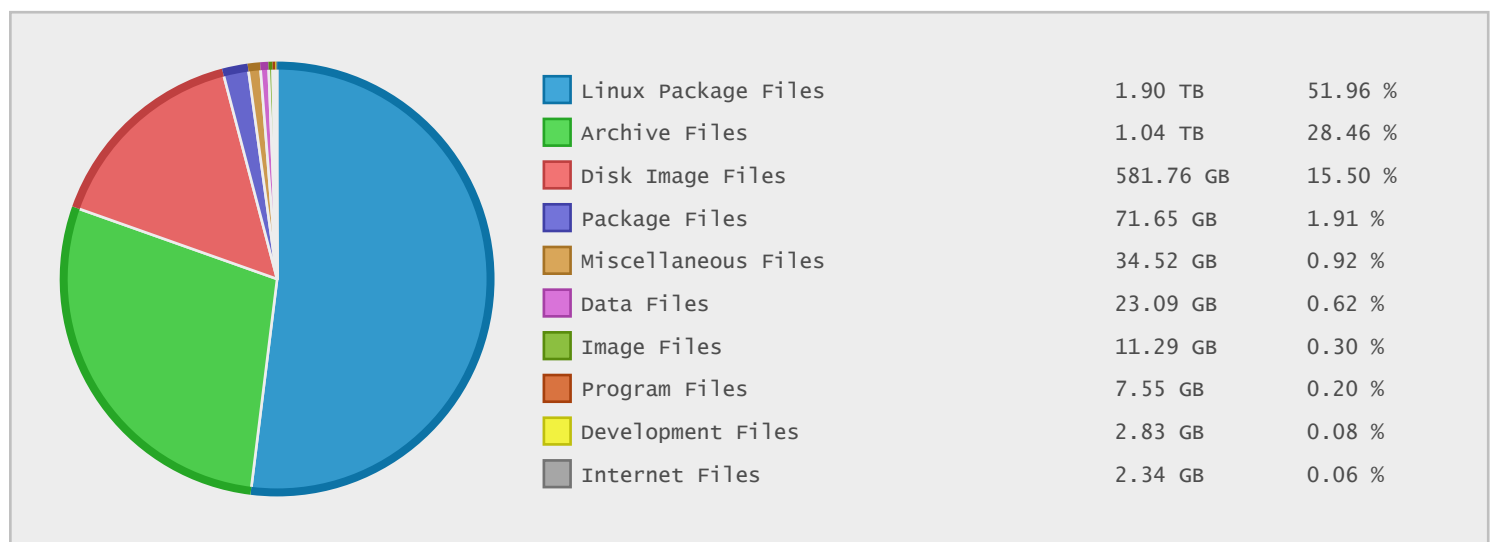 Linux Package Files 1.90 TB 51.96 %
Archive Files 1.04 TB 28.46 %
Disk Image Files 581.76 GB 15.50 %
Package Files 71.65 GB 1.91 %
Miscellaneous Files 34.52 GB 0.92 %
Data Files 23.09 GB 0.62 %
Image Files 11.29 GB 0.30 %
Program Files 7.55 GB 0.20 %
Development Files 2.83 GB 0.08 %
Internet Files 2.34 GB 0.06 %